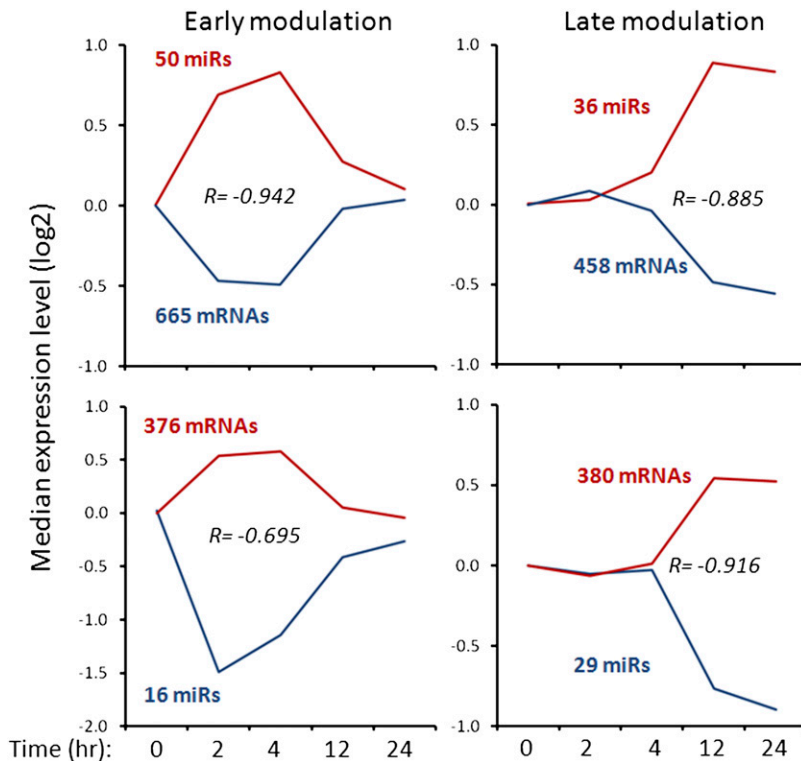 Early modulation
Late modulation
Median expression level (log2)
1.0
0.5
0.0
-0.5
-1.0
50 miRs
R= -0.942
665 mRNAs
1.0
0.5
0.0
-0.5
-1.0
36 miRs
R= -0.885
458 mRNAs
1.0
0.5
0.0
-0.5
-1.0
-1.5
-2.0
376 mRNAs
R= -0.695
16 miRs
1.0
0.5
0.0
-0.5
-1.0
380 mRNAs
R= -0.916
29 miRs
Time (hr): 0 2 4 12 24
0 2 4 12 24